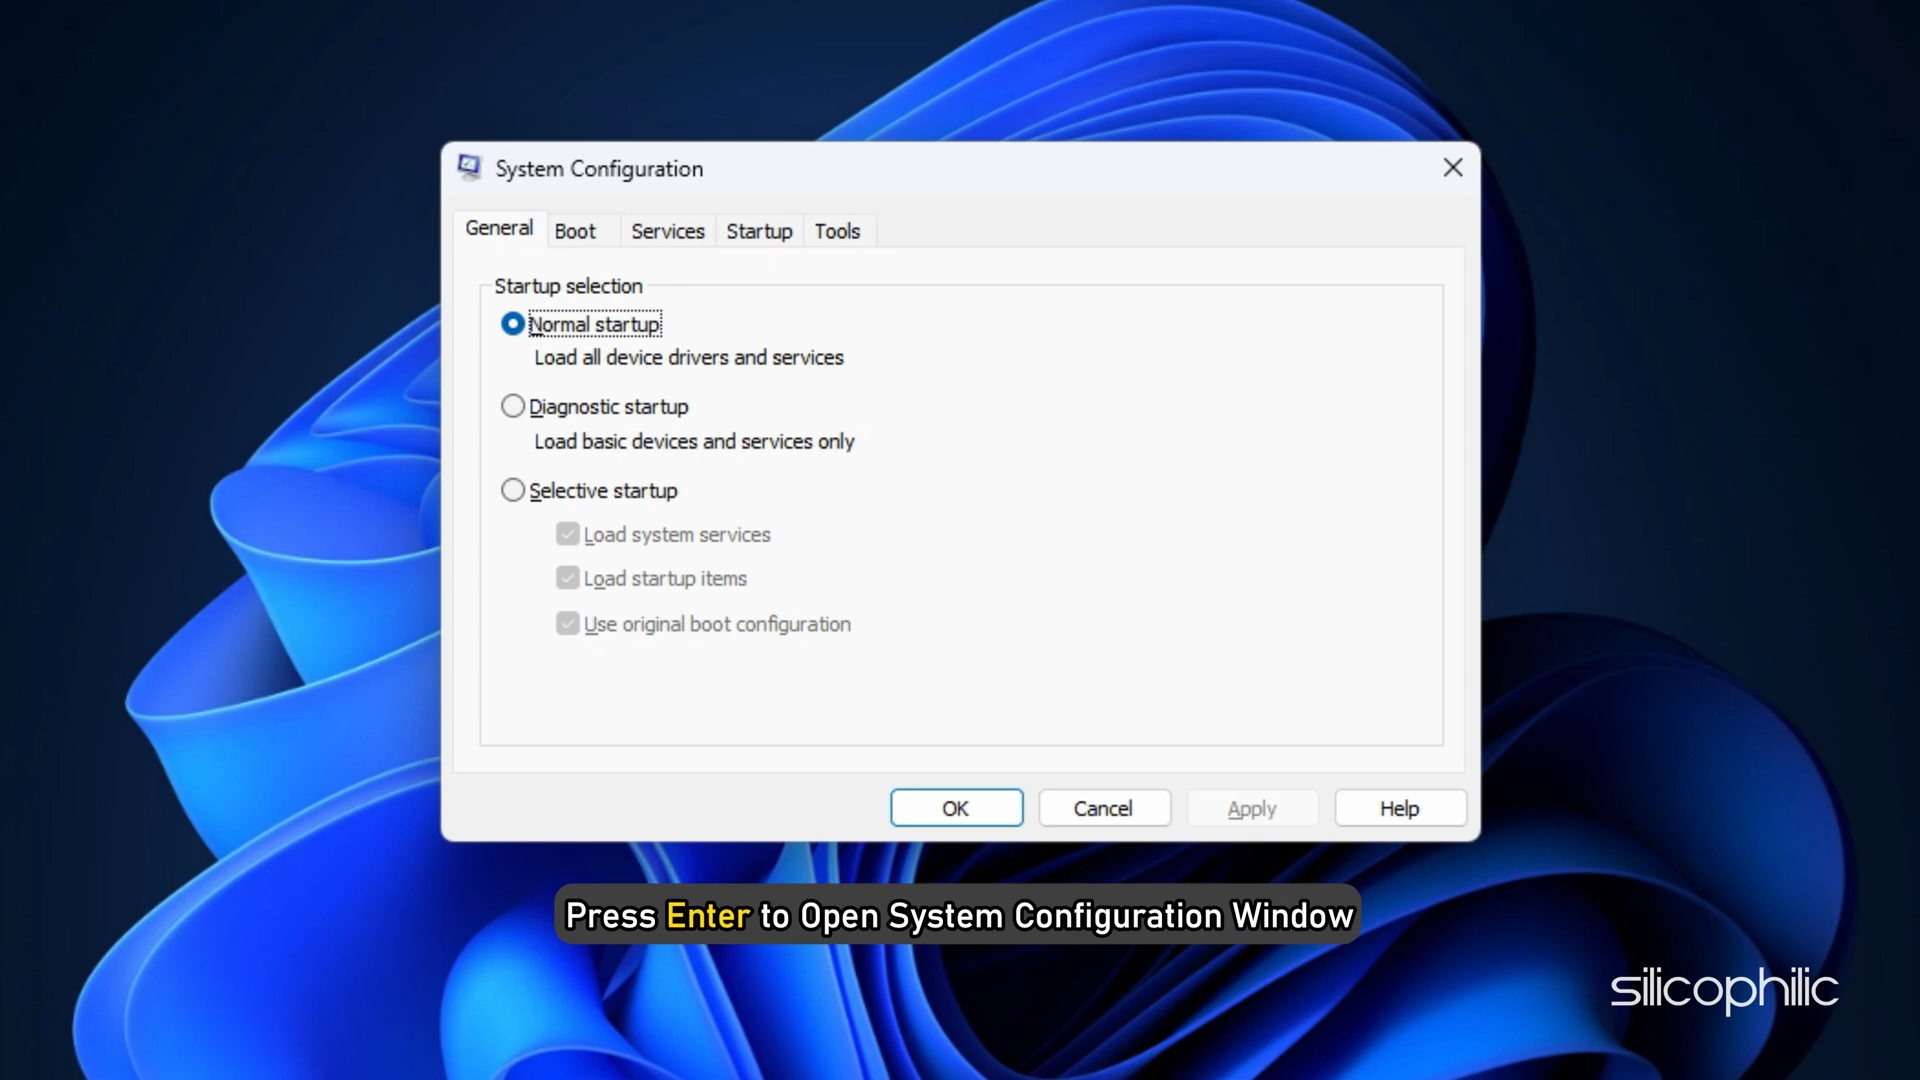 System Configuration
General Boot Services Startup Tools
Startup selection
Normal startup
Load all device drivers and services
Diagnostic startup
Load basic devices and services only
Selective startup
Load system services
Load startup items
Use original boot configuration
OK Cancel Apply Help
Press Enter to Open System Configuration Window
silicophilic